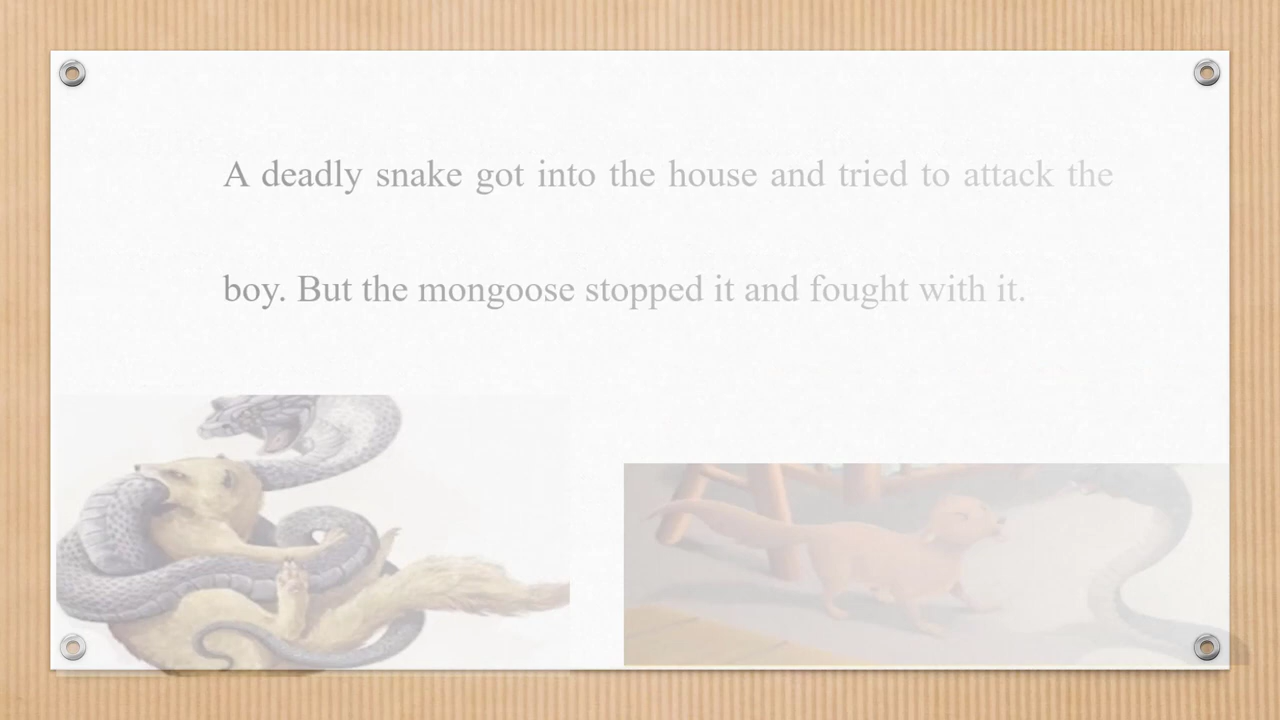 A deadly snake got into the house and tried to attack the
boy. But the mongoose stopped it and fought with it.